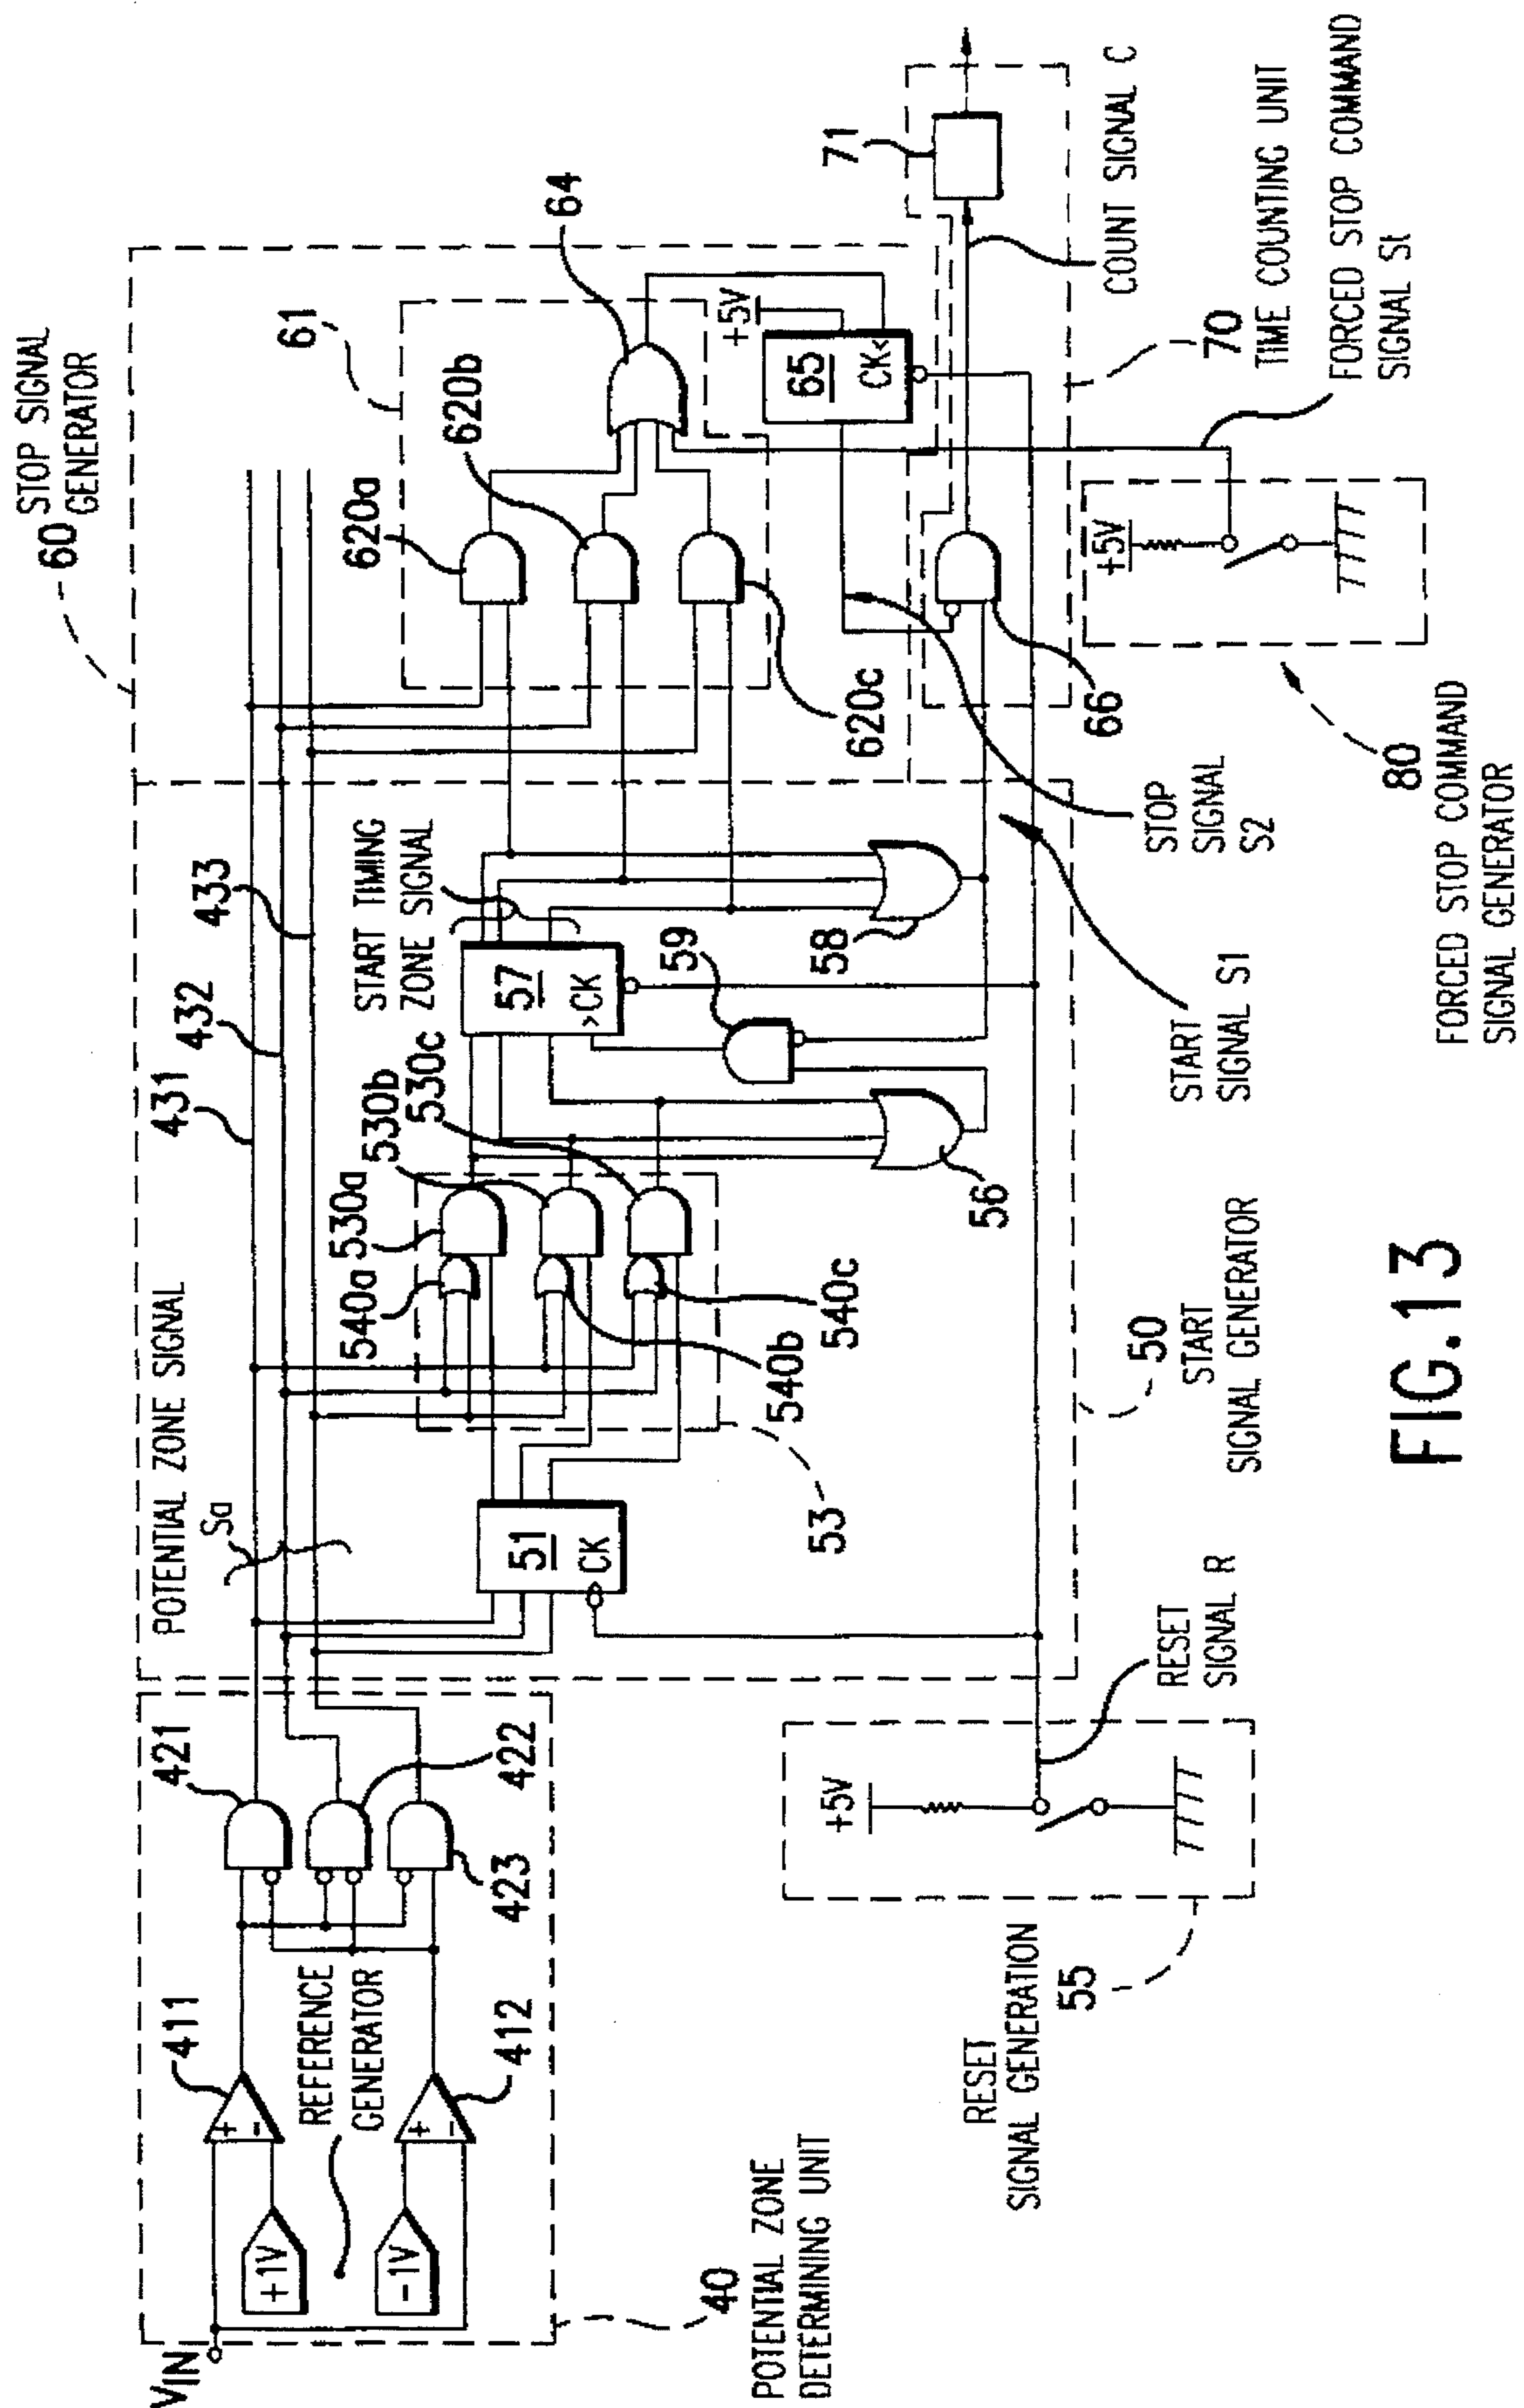 60 STOP SIGNAL
GENERATOR
POTENTIAL ZONE SIGNAL
Sa
431
432
433
421
422
423
411
412
VIN
+1V
-1V
REFERENCE
GENERATOR
40
POTENTIAL ZONE
DETERMINING UNIT
51
CK
53
540a
530a
530b
530c
540b
540c
START TIMING
ZONE SIGNAL
57
>CK
59
58
56
61
620a
620b
620c
64
+5V
65
CK<
66
71
COUNT SIGNAL C
70
TIME COUNTING UNIT
FORCED STOP COMMAND
SIGNAL St
+5V
80
FORCED STOP COMMAND
SIGNAL GENERATOR
STOP
SIGNAL
S2
START
SIGNAL S1
50
START
SIGNAL GENERATOR
RESET
SIGNAL R
+5V
RESET
SIGNAL GENERATION
55
FIG.13